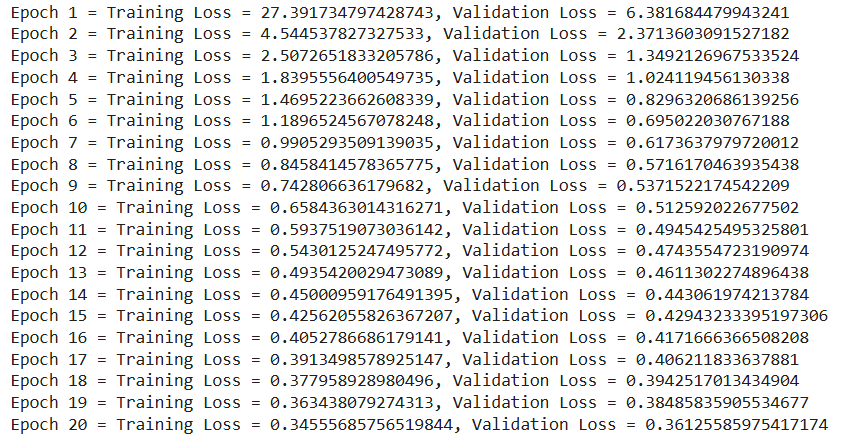 Epoch 1 = Training Loss = 27.391734797428743, Validation Loss = 6.381684479943241
Epoch 2 = Training Loss = 4.544537827327533, Validation Loss = 2.3713603091527182
Epoch 3 = Training Loss = 2.5072651833205786, Validation Loss = 1.3492126967533524
Epoch 4 = Training Loss = 1.8395556400549735, Validation Loss = 1.024119456130338
Epoch 5 = Training Loss = 1.4695223662608339, Validation Loss = 0.8296320686139256
Epoch 6 = Training Loss = 1.1896524567078248, Validation Loss = 0.695022030767188
Epoch 7 = Training Loss = 0.9905293509139035, Validation Loss = 0.6173637979720012
Epoch 8 = Training Loss = 0.8458414578365775, Validation Loss = 0.5716170463935438
Epoch 9 = Training Loss = 0.742806636179682, Validation Loss = 0.5371522174542209
Epoch 10 = Training Loss = 0.6584363014316271, Validation Loss = 0.512592022677502
Epoch 11 = Training Loss = 0.5937519073036142, Validation Loss = 0.4945425495325801
Epoch 12 = Training Loss = 0.5430125247495772, Validation Loss = 0.4743554723190974
Epoch 13 = Training Loss = 0.4935420029473089, Validation Loss = 0.4611302274896438
Epoch 14 = Training Loss = 0.45000959176491395, Validation Loss = 0.443061974213784
Epoch 15 = Training Loss = 0.42562055826367207, Validation Loss = 0.42943233395197306
Epoch 16 = Training Loss = 0.4052786686179141, Validation Loss = 0.4171666366508208
Epoch 17 = Training Loss = 0.3913498578925147, Validation Loss = 0.406211833637881
Epoch 18 = Training Loss = 0.377958928980496, Validation Loss = 0.3942517013434904
Epoch 19 = Training Loss = 0.363438079274313, Validation Loss = 0.38485835905534677
Epoch 20 = Training Loss = 0.34555685756519844, Validation Loss = 0.36125585975417174